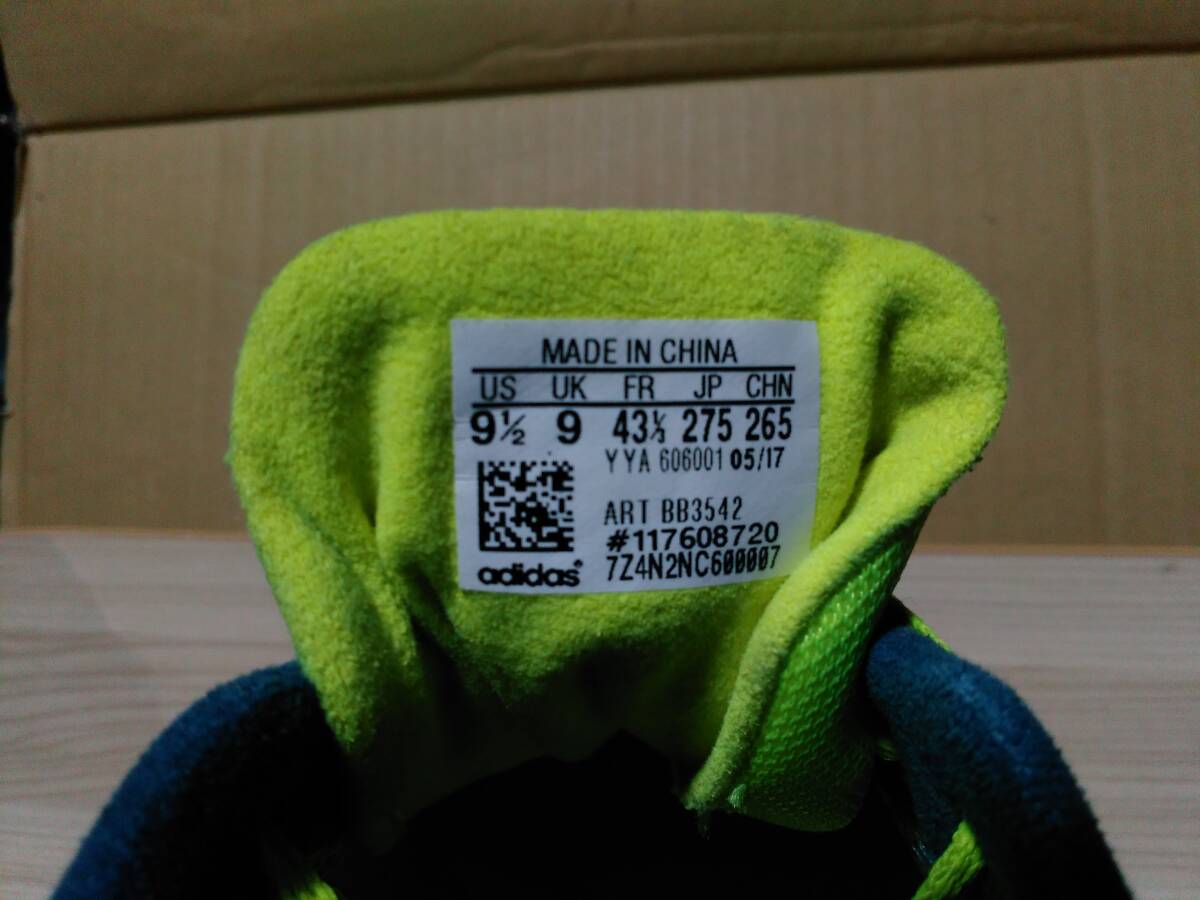 MADE IN CHINA
US UK FR JP CHN
9½ 9 43⅓ 275 265
YYA 606001 05/17
ART BB3542
#117608720
adidas® 7Z4N2NC600007